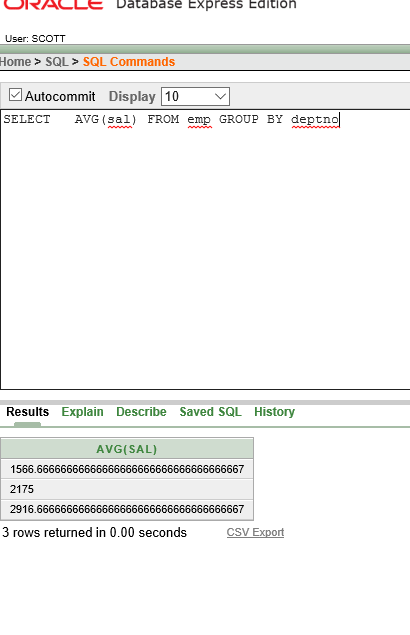 ORACLE Database Express Edition
User: SCOTT
Home > SQL > SQL Commands
Autocommit Display 10
SELECT AVG(sal) FROM emp GROUP BY deptno
Results Explain Describe Saved SQL History
AVG(SAL)
1566.66666666666666666666666666666666667
2175
2916.66666666666666666666666666666666667
3 rows returned in 0.00 seconds CSV Export